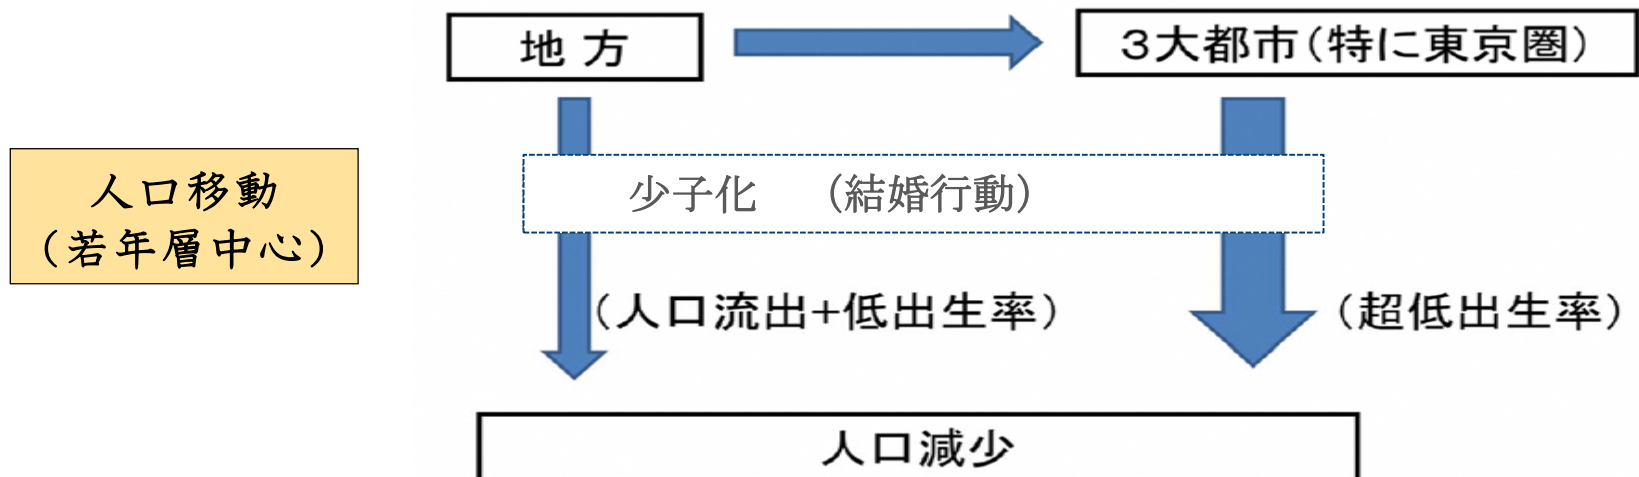 地 方
３大都市（特に東京圏）
人口移動
（若年層中心）
少子化　（結婚行動）
（人口流出+低出生率）
（超低出生率）
人口減少